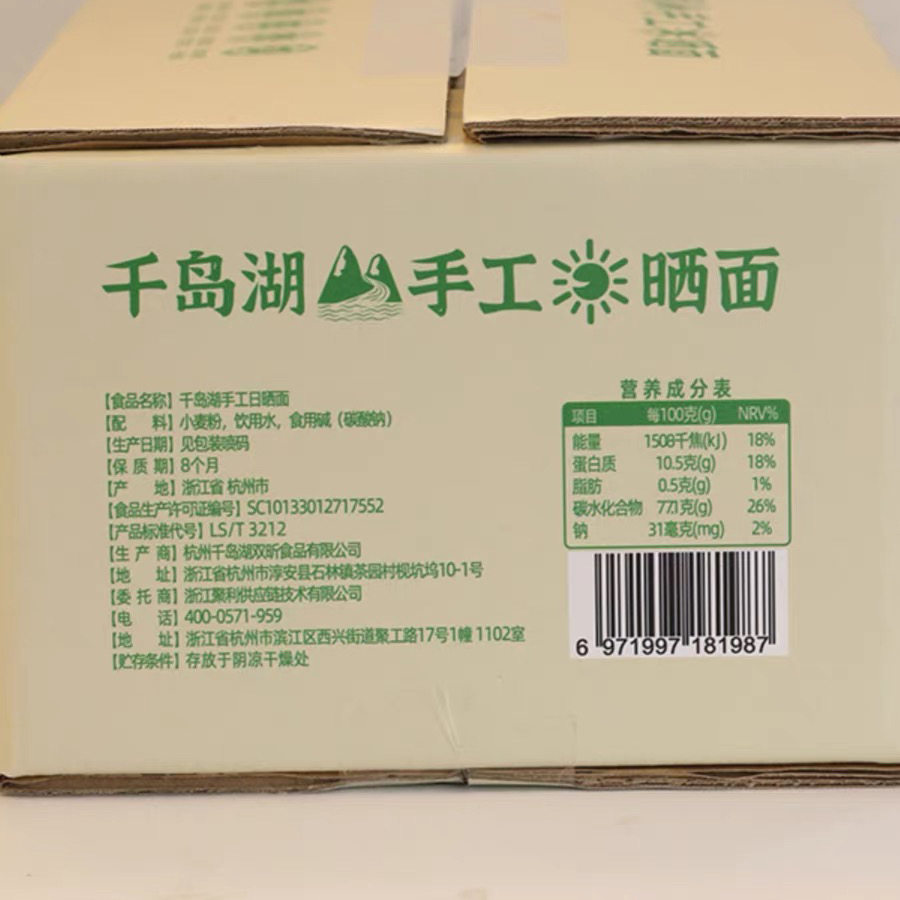 千岛湖手工晒面
【食品名称】千岛湖手工日晒面
【配 料】小麦粉，饮用水，食用碱（碳酸钠）
【生产日期】见包装喷码
【保 质 期】8个月
【产 地】浙江省 杭州市
【食品生产许可证编号】SC10133012717552
【产品标准代号】LS/T 3212
【生 产 商】杭州千岛湖双昕食品有限公司
【地 址】浙江省杭州市淳安县石林镇茶园村枧坑坞10-1号
【委 托 商】浙江聚利供应链技术有限公司
【电 话】400-0571-959
【地 址】浙江省杭州市滨江区西兴街道聚工路17号1幢1102室
【贮存条件】存放于阴凉干燥处
营养成分表
项目 每100克(g) NRV%
能量 1508千焦(kJ) 18%
蛋白质 10.5克(g) 18%
脂肪 0.5克(g) 1%
碳水化合物 77.1克(g) 26%
钠 31毫克(mg) 2%
6 971997 181987